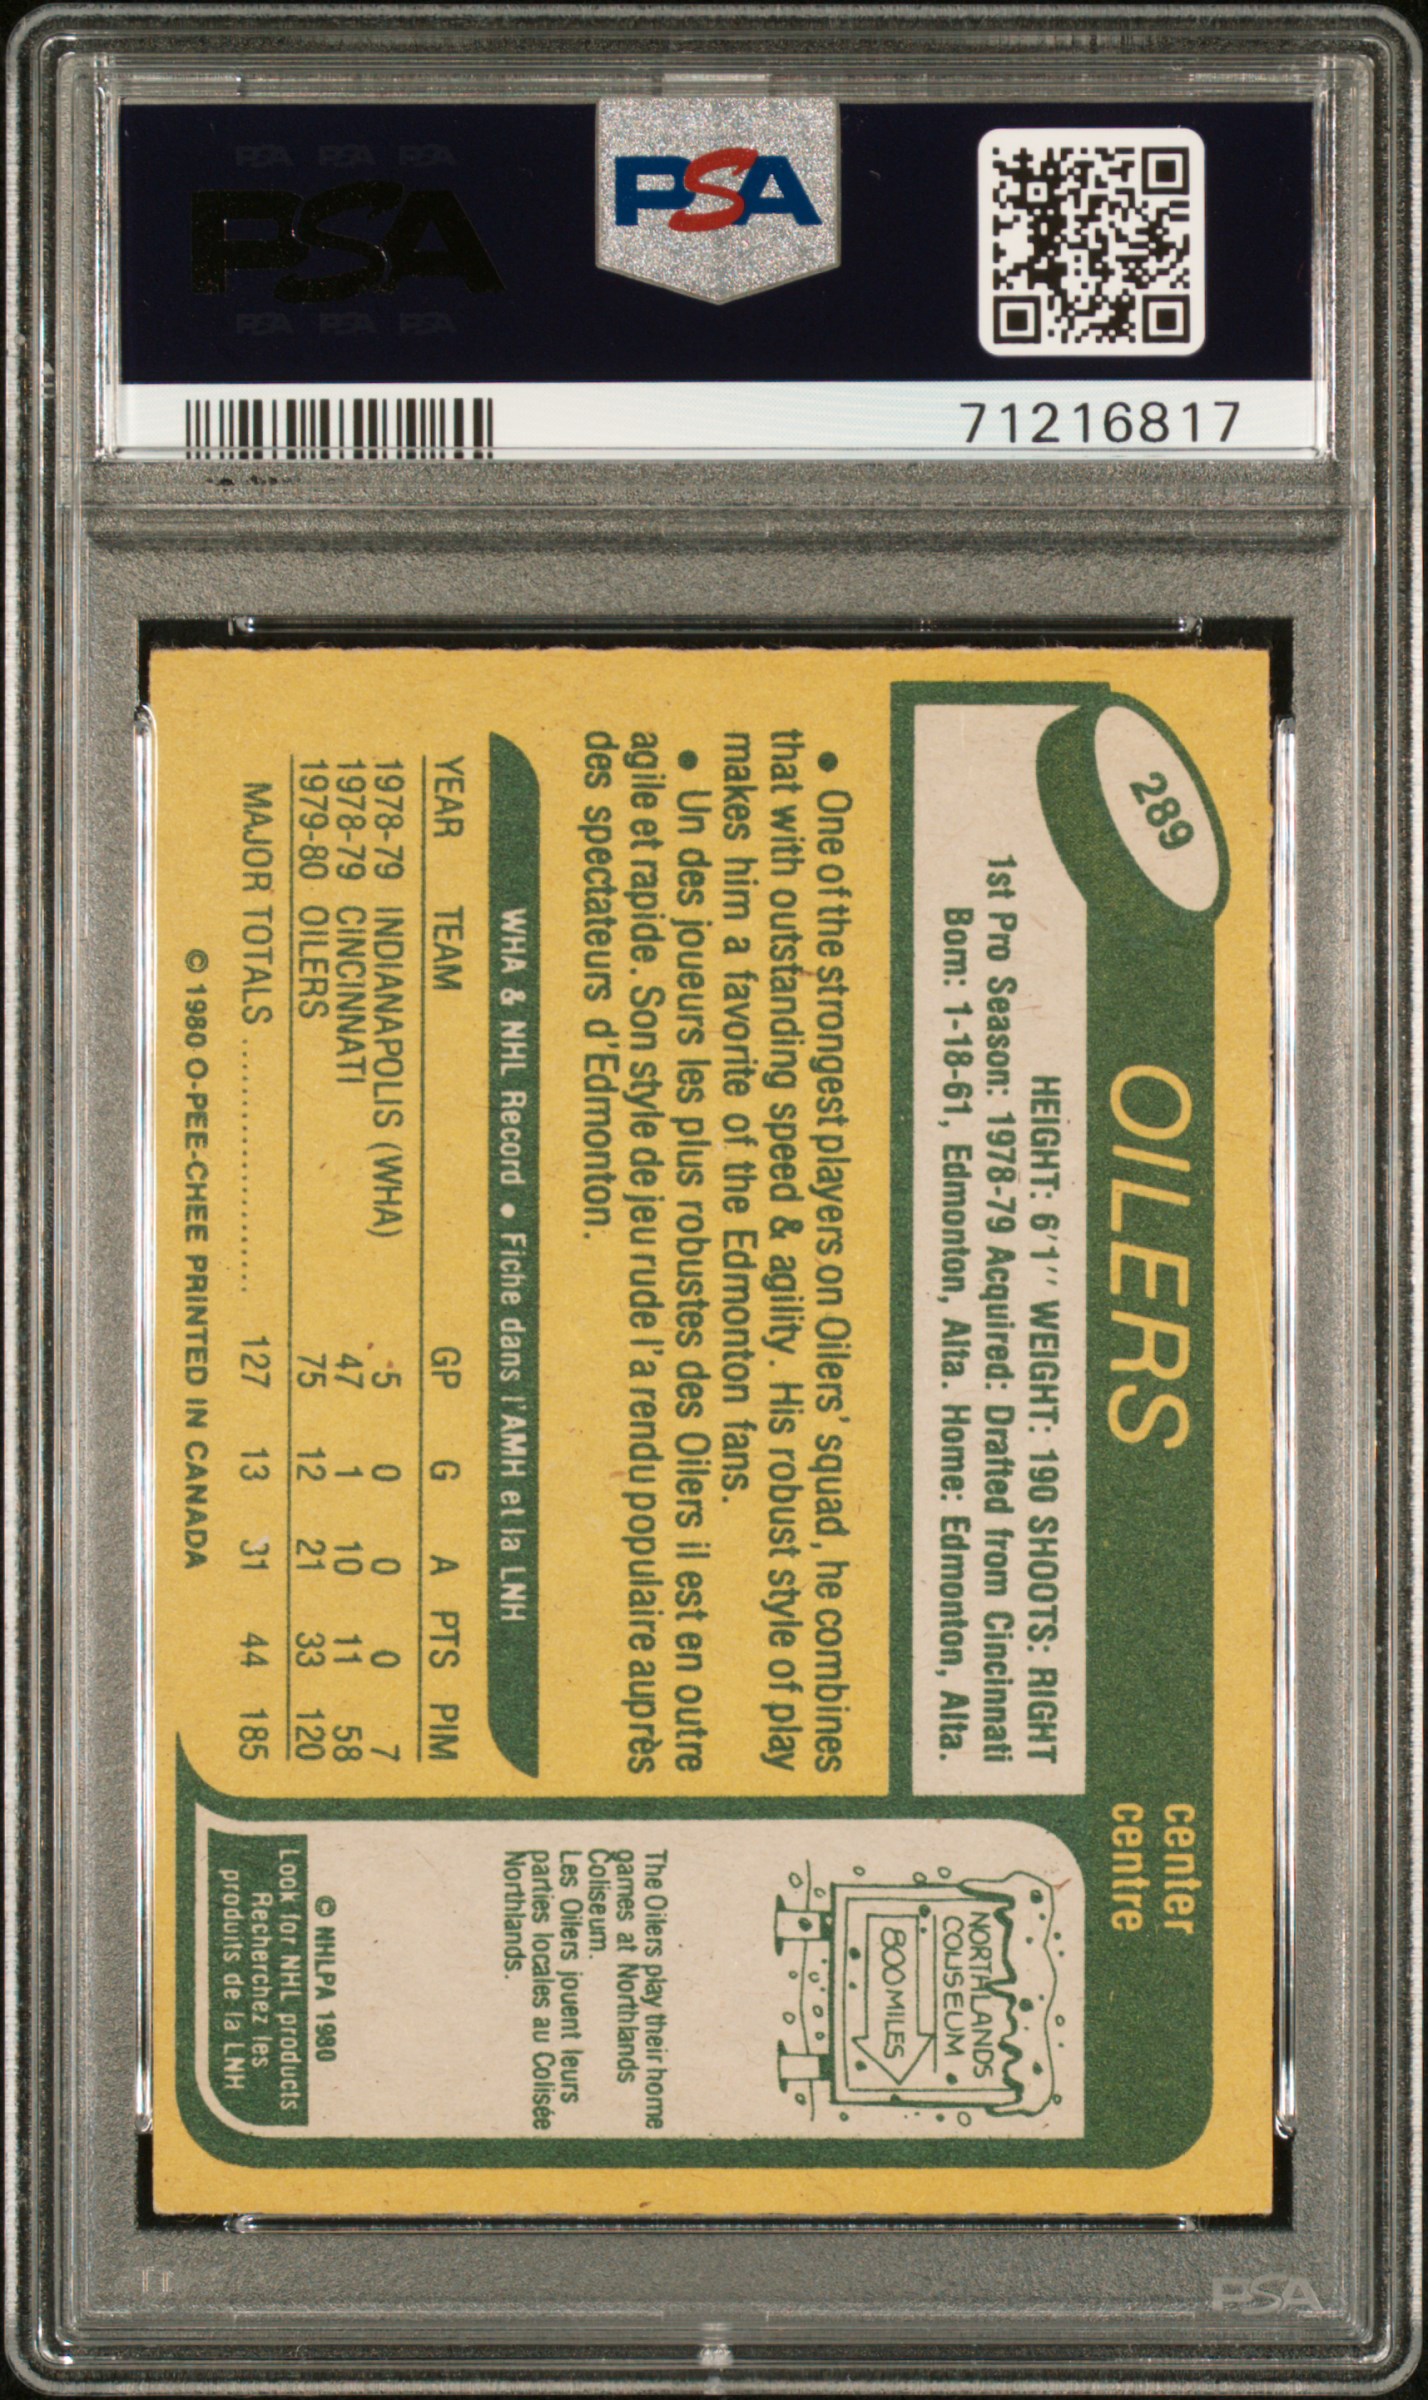 PSA PSA PSA
PSA
PSA PSA PSA
PSA
71216817
289
OILERS
center
centre
HEIGHT: 6'1'' WEIGHT: 190 SHOOTS: RIGHT
1st Pro Season: 1978-79 Acquired: Drafted from Cincinnati
Born: 1-18-61, Edmonton, Alta. Home: Edmonton, Alta.
• One of the strongest players on Oilers' squad, he combines
that with outstanding speed & agility. His robust style of play
makes him a favorite of the Edmonton fans.
• Un des joueurs les plus robustes des Oilers il est en outre
agile et rapide. Son style de jeu rude l'a rendu populaire auprès
des spectateurs d'Edmonton.
WHA & NHL Record • Fiche dans l'AMH et la LNH
YEAR TEAM GP G A PTS PIM
1978-79 INDIANAPOLIS (WHA) 5 0 0 0 7
1978-79 CINCINNATI 47 1 10 11 58
1979-80 OILERS 75 12 21 33 120
MAJOR TOTALS .................... 127 13 31 44 185
© 1980 O-PEE-CHEE PRINTED IN CANADA
NORTHLANDS
COLISEUM
800 MILES
The Oilers play their home
games at Northlands
Coliseum.
Les Oilers jouent leurs
parties locales au Colisée
Northlands.
© NHLPA 1980
Look for NHL products
Recherchez les
produits de la LNH
PSA